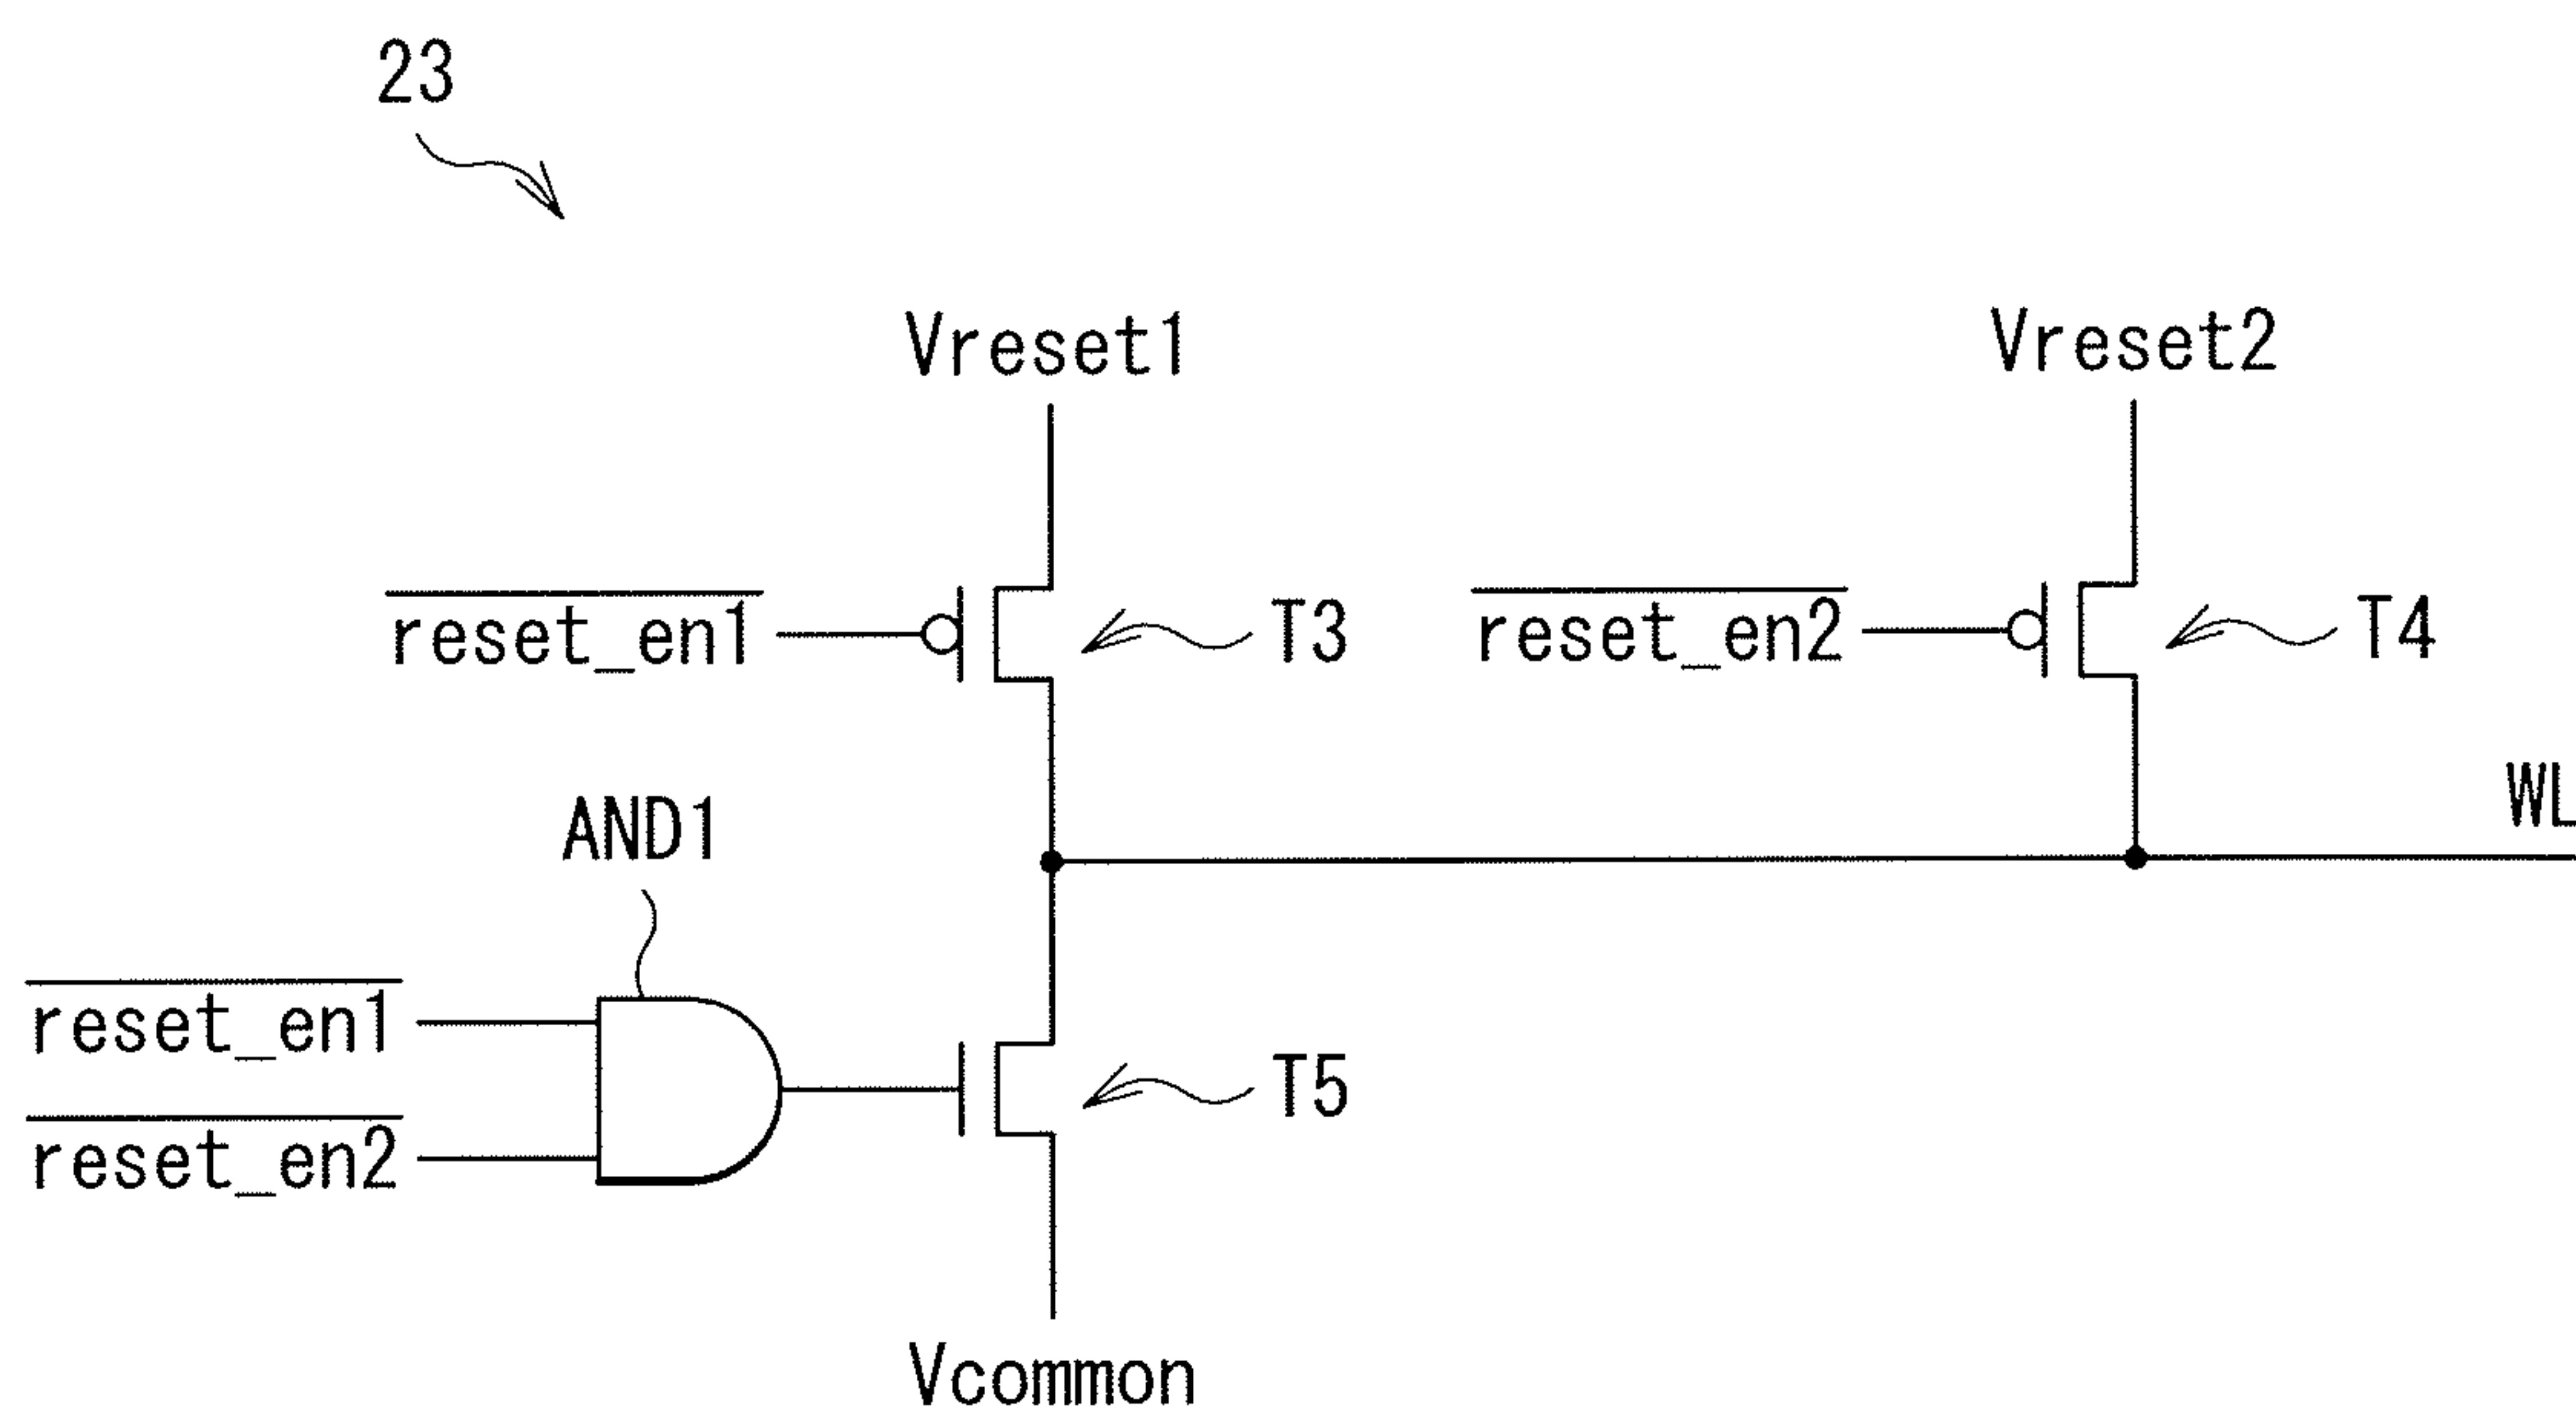 23
Vreset1
Vreset2
reset_en1
T3
reset_en2
T4
WL
AND1
reset_en1
T5
reset_en2
Vcommon